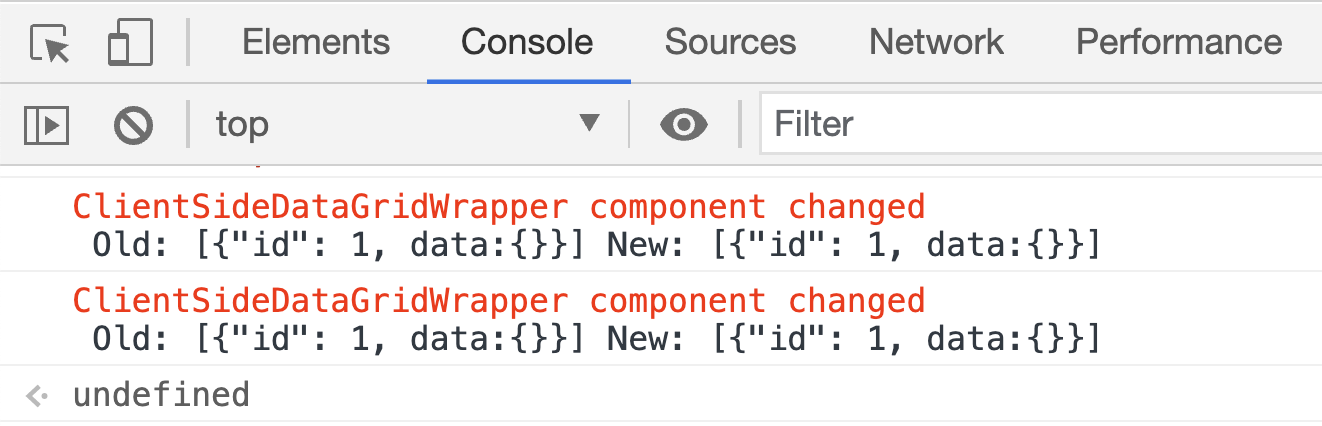 Elements Console Sources Network Performance
top Filter
ClientSideDataGridWrapper component changed
Old: [{"id": 1, data:{}}] New: [{"id": 1, data:{}}]
ClientSideDataGridWrapper component changed
Old: [{"id": 1, data:{}}] New: [{"id": 1, data:{}}]
undefined